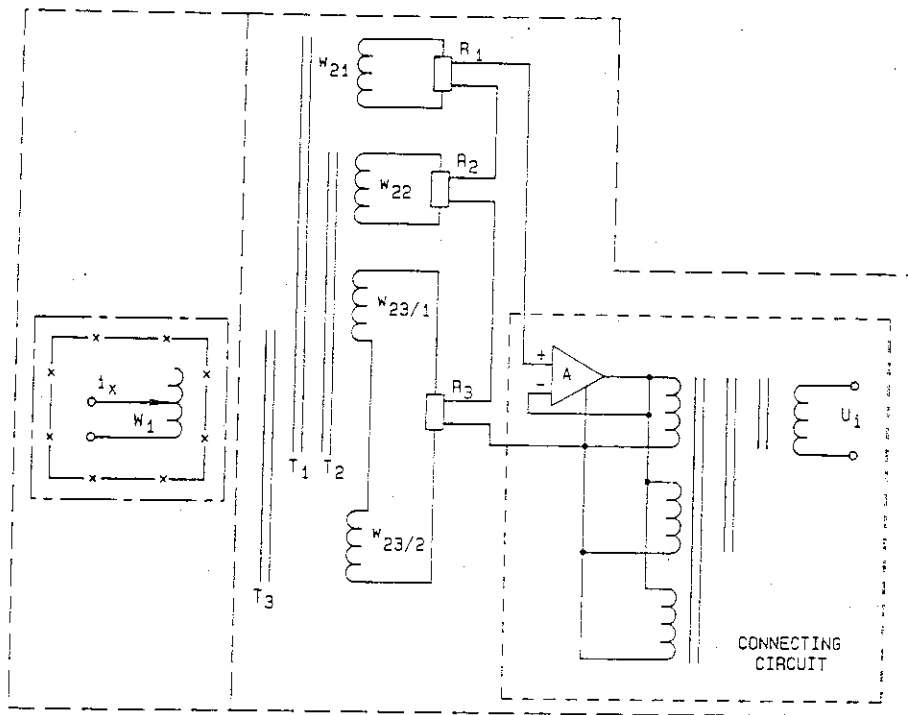 R1
W21
R2
W22
W23/1
+
A
-
R3
ix
W1
Ui
T1 T2
W23/2
T3
CONNECTING
CIRCUIT